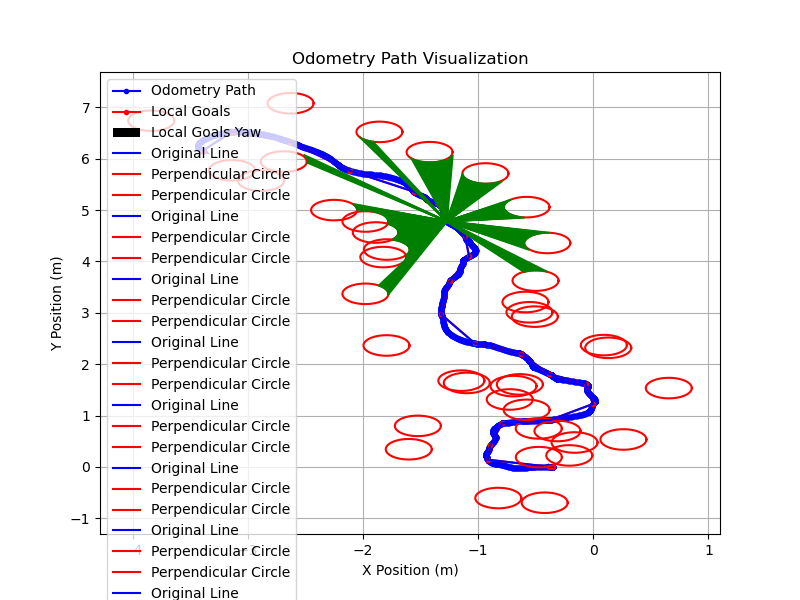 Odometry Path Visualization
Y Position (m)
7
6
5
4
3
2
1
0
−1
Odometry Path
Local Goals
Local Goals Yaw
Original Line
Perpendicular Circle
Perpendicular Circle
Original Line
Perpendicular Circle
Perpendicular Circle
Original Line
Perpendicular Circle
Perpendicular Circle
Original Line
Perpendicular Circle
Perpendicular Circle
Original Line
Perpendicular Circle
Perpendicular Circle
Original Line
Perpendicular Circle
Perpendicular Circle
Original Line
Perpendicular Circle
Perpendicular Circle
Original Line
−4 −3 −2 −1 0 1
X Position (m)